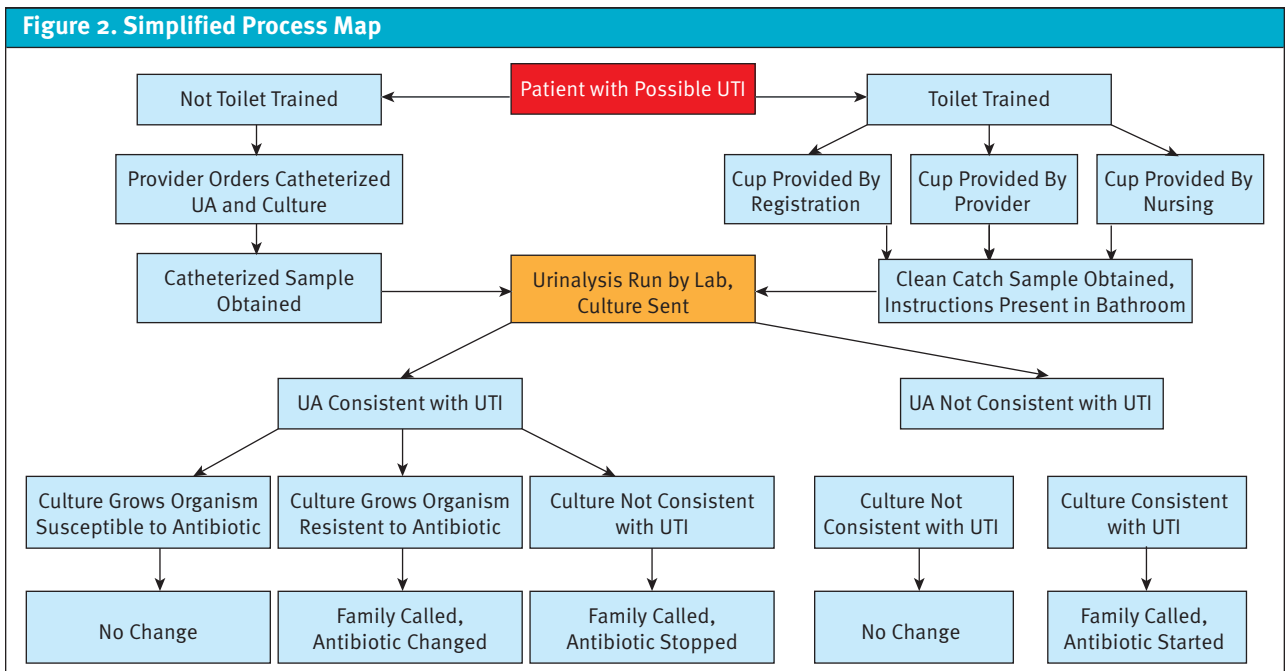 Figure 2. Simplified Process Map
Patient with Possible UTI
Not Toilet Trained
Toilet Trained
Provider Orders Catheterized
UA and Culture
Cup Provided By
Registration
Cup Provided By
Provider
Cup Provided By
Nursing
Catheterized Sample
Obtained
Urinalysis Run by Lab,
Culture Sent
Clean Catch Sample Obtained,
Instructions Present in Bathroom
UA Consistent with UTI
UA Not Consistent with UTI
Culture Grows Organism
Susceptible to Antibiotic
Culture Grows Organism
Resistent to Antibiotic
Culture Not Consistent
with UTI
Culture Not
Consistent with UTI
Culture Consistent
with UTI
No Change
Family Called,
Antibiotic Changed
Family Called,
Antibiotic Stopped
No Change
Family Called,
Antibiotic Started